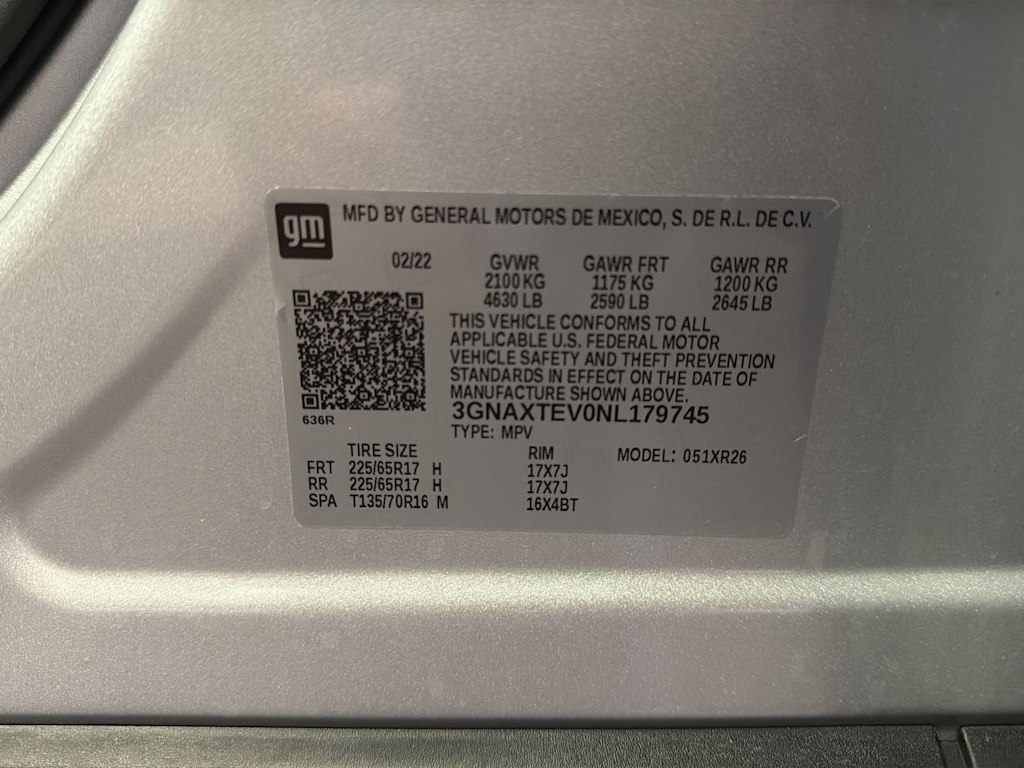 gm MFD BY GENERAL MOTORS DE MEXICO, S. DE R.L. DE C.V.
02/22 GVWR GAWR FRT GAWR RR
2100 KG 1175 KG 1200 KG
4630 LB 2590 LB 2645 LB
THIS VEHICLE CONFORMS TO ALL
APPLICABLE U.S. FEDERAL MOTOR
VEHICLE SAFETY AND THEFT PREVENTION
STANDARDS IN EFFECT ON THE DATE OF
MANUFACTURE SHOWN ABOVE.
3GNAXTEV0NL179745
636R
TYPE: MPV
TIRE SIZE RIM MODEL: 051XR26
FRT 225/65R17 H 17X7J
RR 225/65R17 H 17X7J
SPA T135/70R16 M 16X4BT